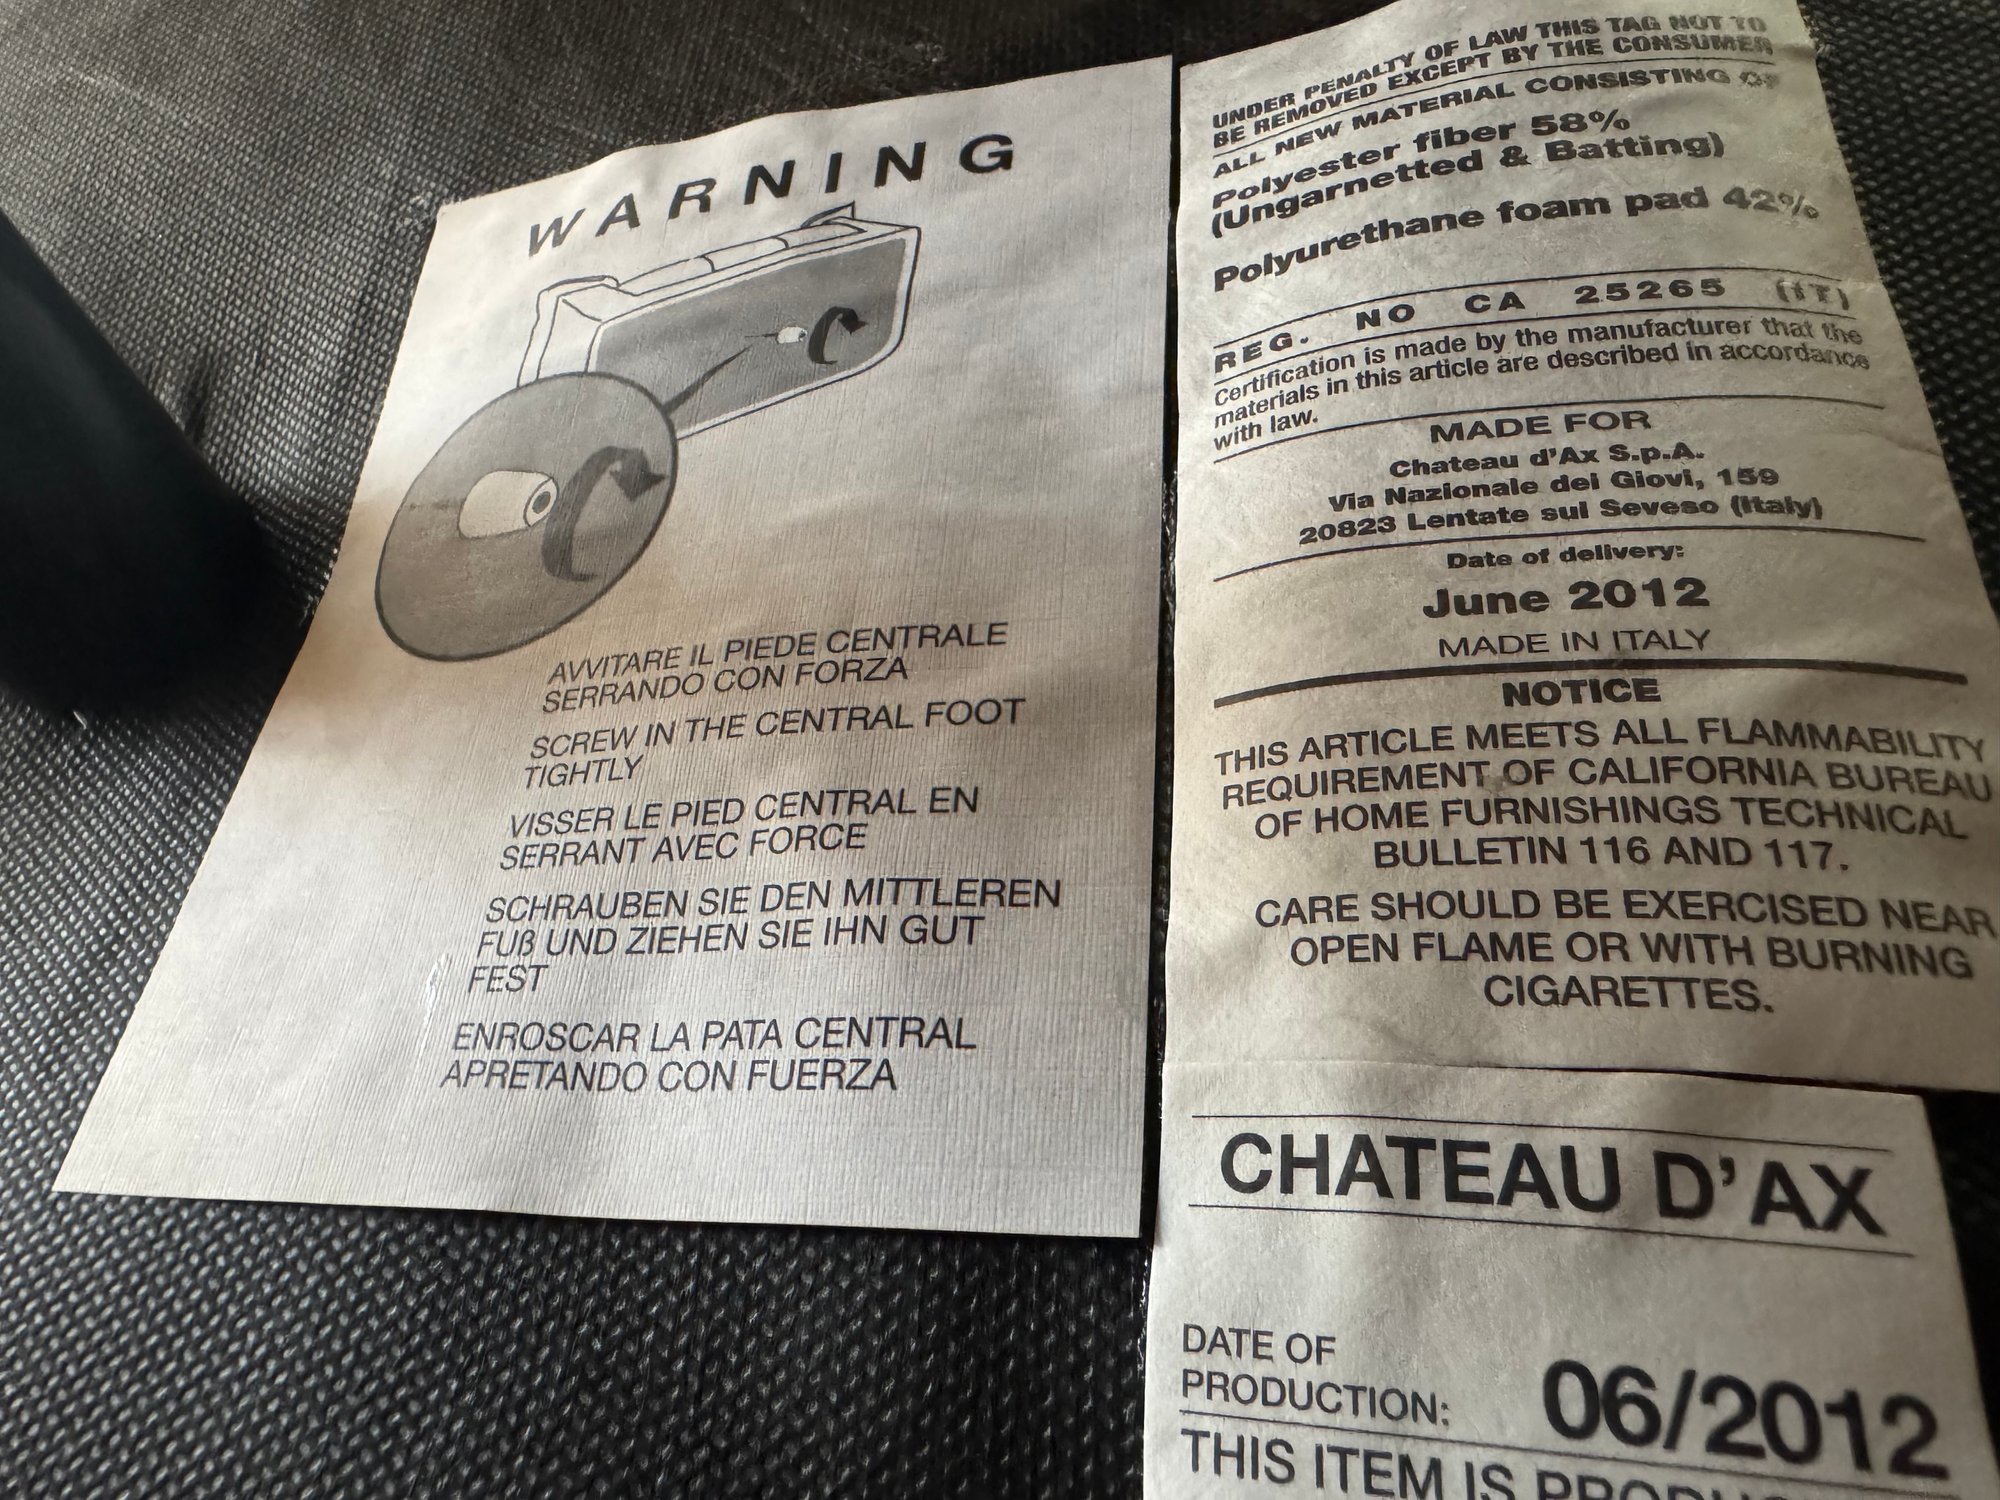 WARNING
AVVITARE IL PIEDE CENTRALE
SERRANDO CON FORZA
SCREW IN THE CENTRAL FOOT
TIGHTLY
VISSER LE PIED CENTRAL EN
SERRANT AVEC FORCE
SCHRAUBEN SIE DEN MITTLEREN
FUß UND ZIEHEN SIE IHN GUT
FEST
ENROSCAR LA PATA CENTRAL
APRETANDO CON FUERZA
UNDER PENALTY OF LAW THIS TAG NOT TO
BE REMOVED EXCEPT BY THE CONSUMER
ALL NEW MATERIAL CONSISTING OF
Polyester fiber 58%
(Ungarnetted & Batting)
Polyurethane foam pad 42%
REG. NO CA 25265 (IT)
Certification is made by the manufacturer that the
materials in this article are described in accordance
with law.
MADE FOR
Chateau d'Ax S.p.A.
Via Nazionale dei Giovi, 159
20823 Lentate sul Seveso (Italy)
Date of delivery:
June 2012
MADE IN ITALY
NOTICE
THIS ARTICLE MEETS ALL FLAMMABILITY
REQUIREMENT OF CALIFORNIA BUREAU
OF HOME FURNISHINGS TECHNICAL
BULLETIN 116 AND 117.
CARE SHOULD BE EXERCISED NEAR
OPEN FLAME OR WITH BURNING
CIGARETTES.
CHATEAU D'AX
DATE OF
PRODUCTION: 06/2012
THIS ITEM IS